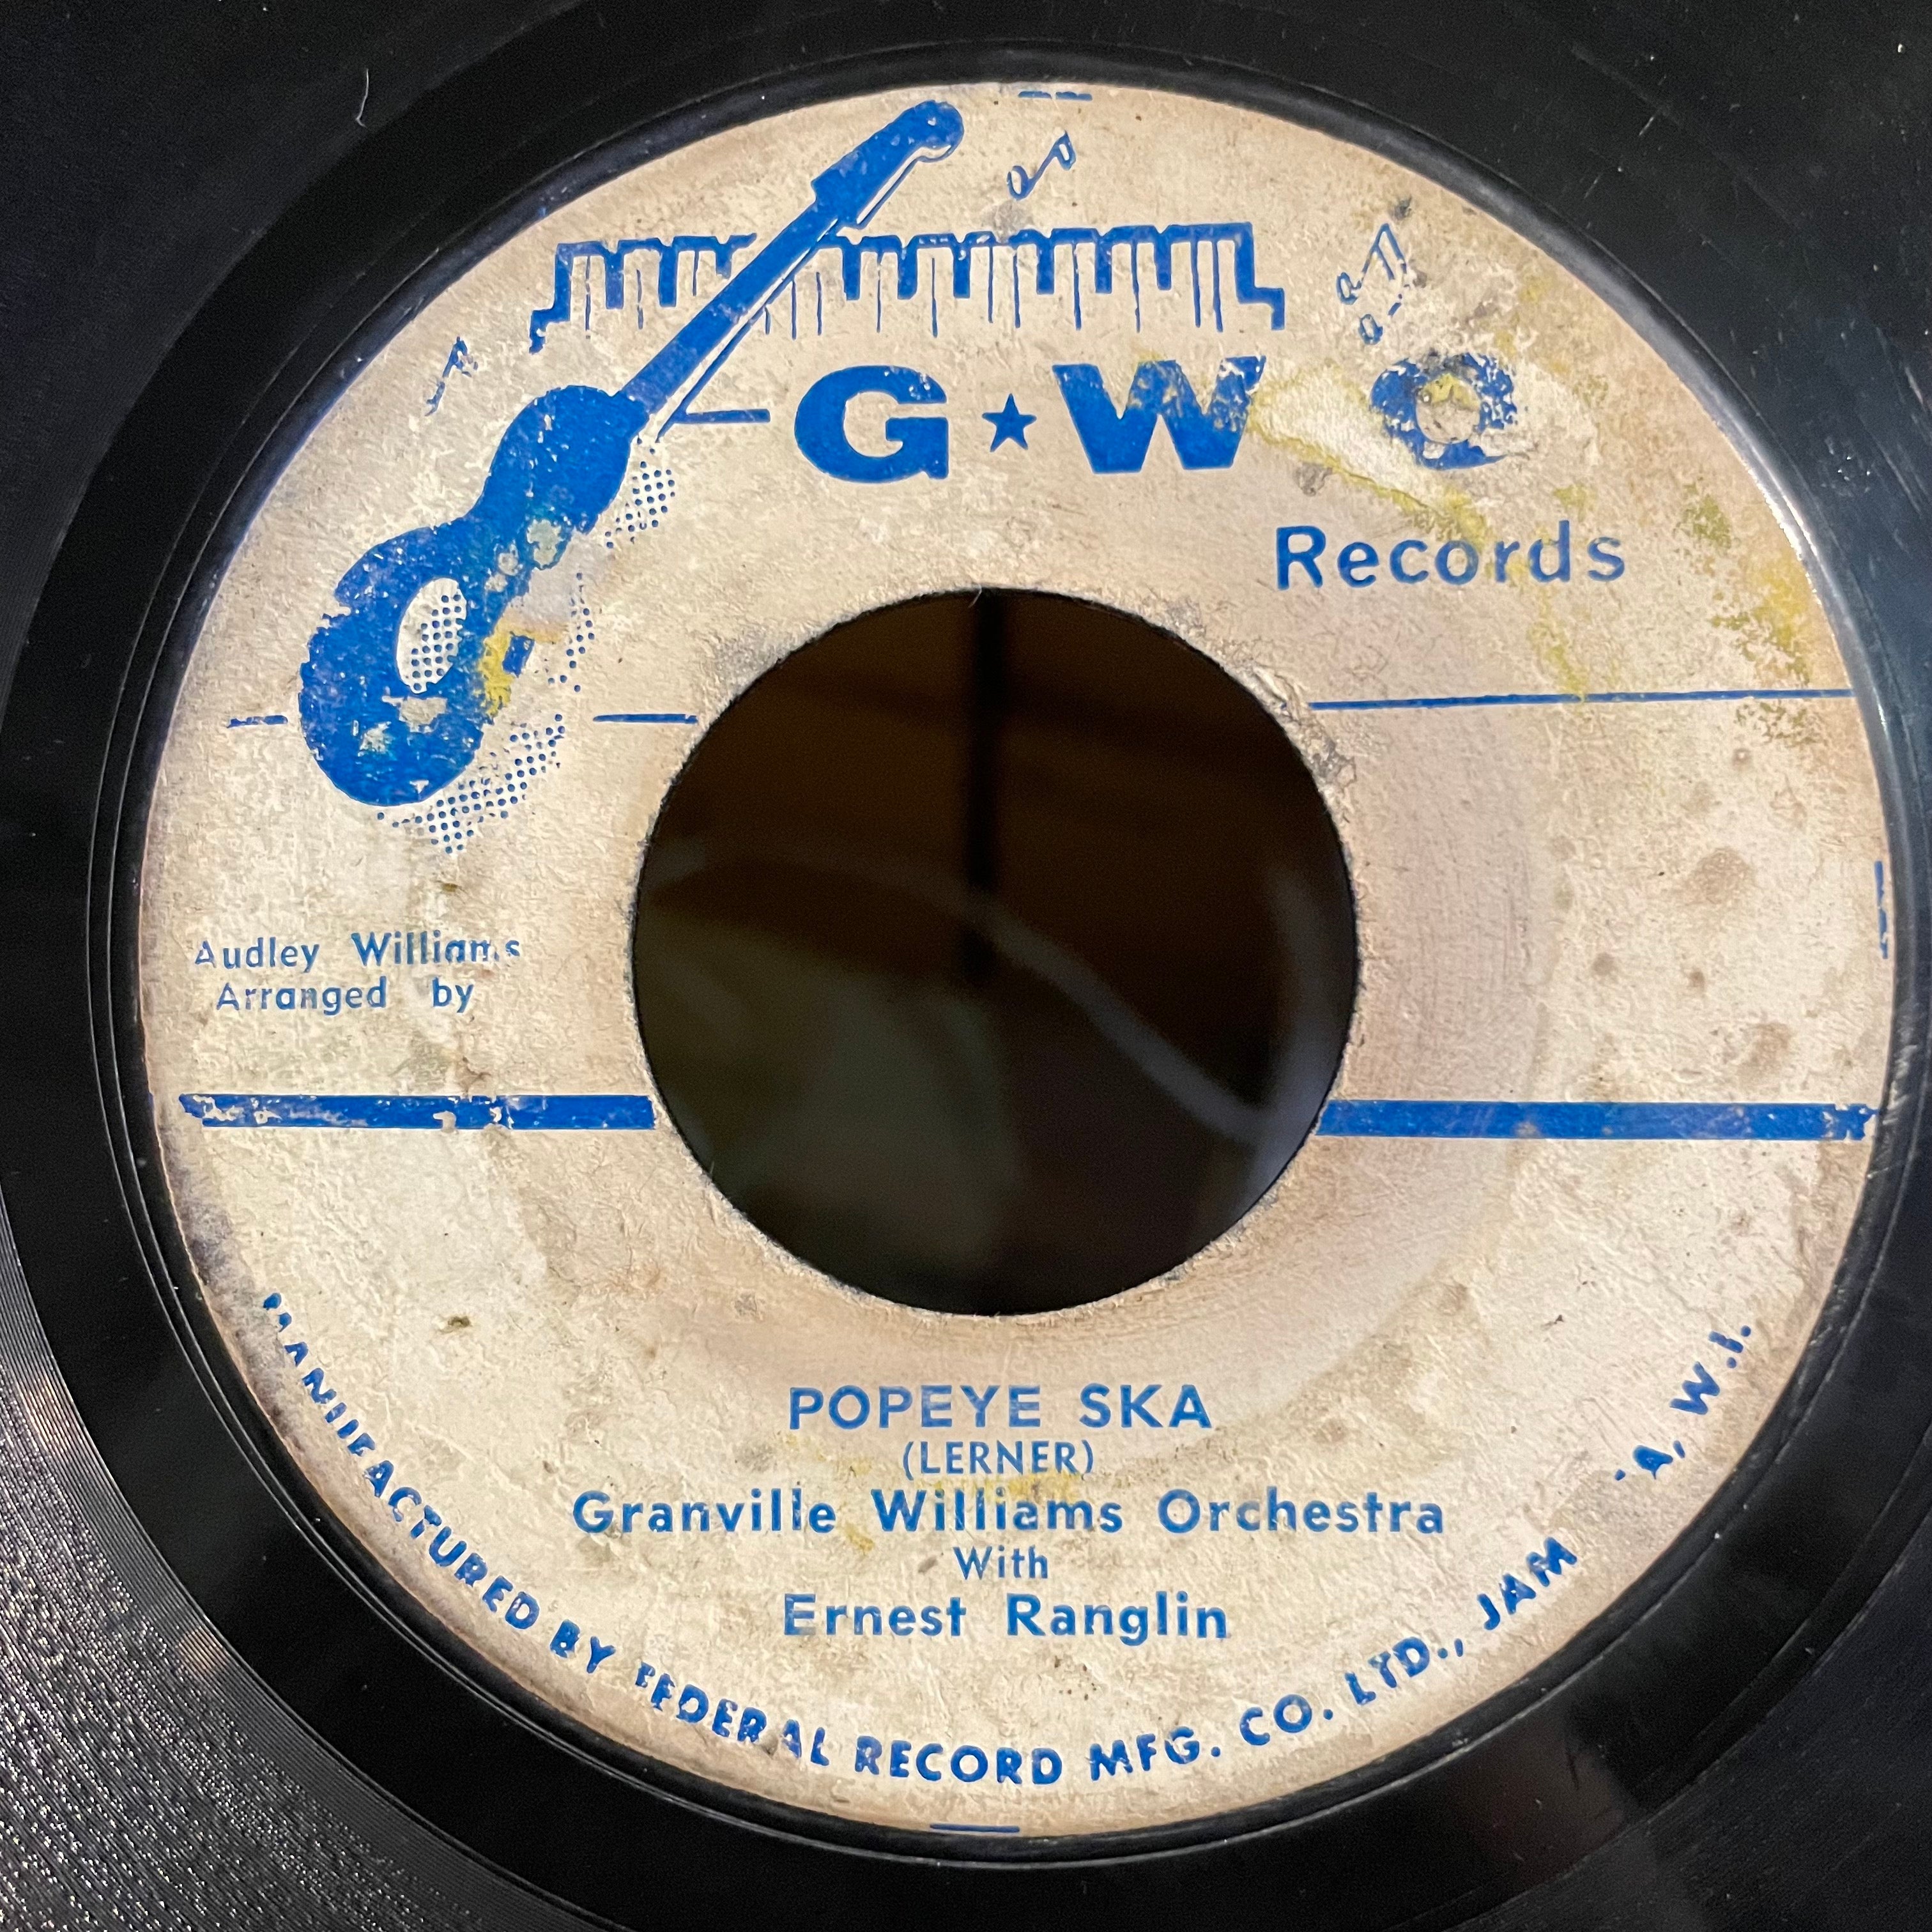 G★W
Records
Audley Williams
Arranged by
POPEYE SKA
(LERNER)
Granville Williams Orchestra
With
Ernest Ranglin
MANUFACTURED BY FEDERAL RECORD MFG. CO. LTD., JAM   'A, W.I.